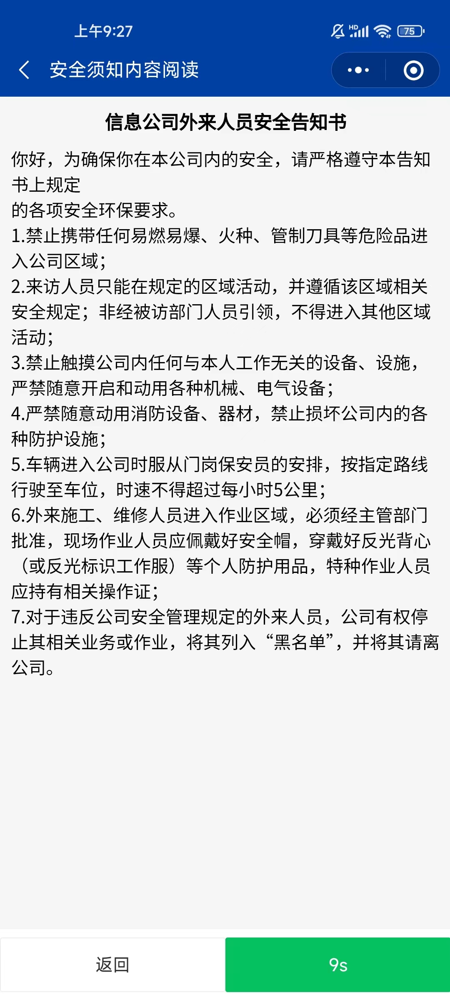 上午9:27
HD
75
安全须知内容阅读
信息公司外来人员安全告知书
你好，为确保你在本公司内的安全，请严格遵守本告知
书上规定
的各项安全环保要求。
1.禁止携带任何易燃易爆、火种、管制刀具等危险品进
入公司区域；
2.来访人员只能在规定的区域活动，并遵循该区域相关
安全规定；非经被访部门人员引领，不得进入其他区域
活动；
3.禁止触摸公司内任何与本人工作无关的设备、设施，
严禁随意开启和动用各种机械、电气设备；
4.严禁随意动用消防设备、器材，禁止损坏公司内的各
种防护设施；
5.车辆进入公司时服从门岗保安员的安排，按指定路线
行驶至车位，时速不得超过每小时5公里；
6.外来施工、维修人员进入作业区域，必须经主管部门
批准，现场作业人员应佩戴好安全帽，穿戴好反光背心
（或反光标识工作服）等个人防护用品，特种作业人员
应持有相关操作证；
7.对于违反公司安全管理规定的外来人员，公司有权停
止其相关业务或作业，将其列入“黑名单”，并将其请离
公司。
返回
9s